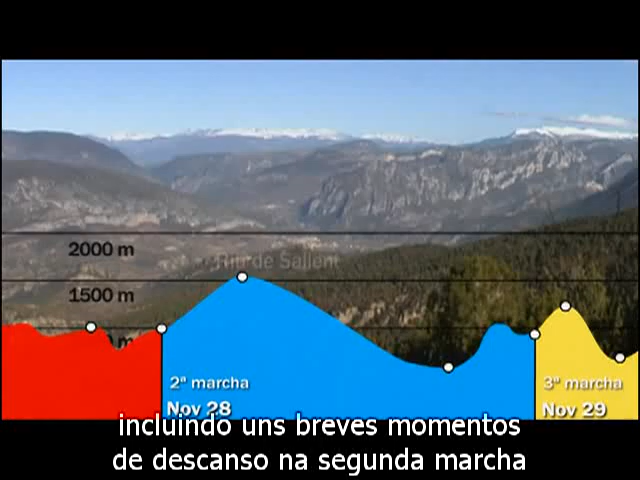 2000 m
Riu de Sallent
1500 m
2ª marcha
Nov 28
3ª marcha
Nov 29
incluindo uns breves momentos
de descanso na segunda marcha